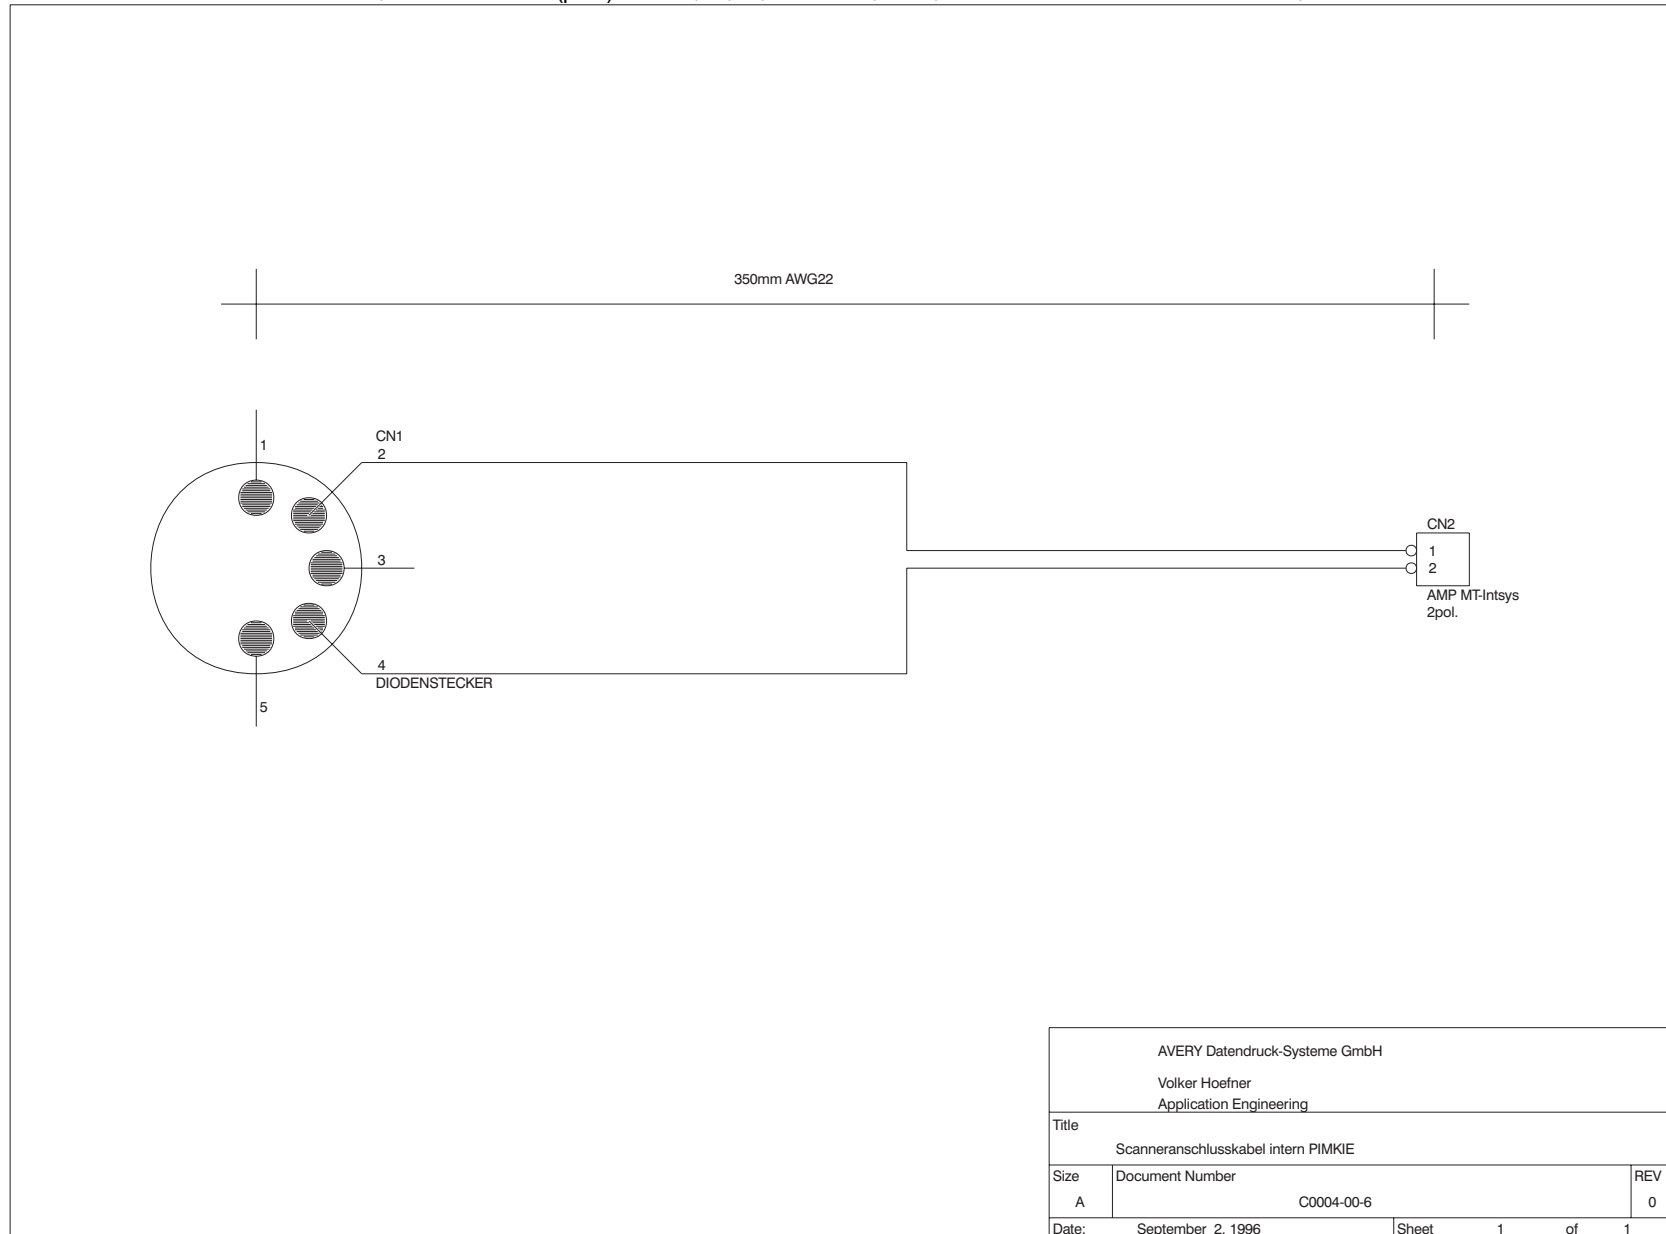 350mm AWG22
1
CN1
2
3
4
DIODENSTECKER
5
CN2
1
2
AMP MT-Intsys
2pol.
AVERY Datendruck-Systeme GmbH
Volker Hoefner
Application Engineering
Title
Scanneranschlusskabel intern PIMKIE
Size Document Number REV
A C0004-00-6 0
Date: September 2, 1996 Sheet 1 of 1